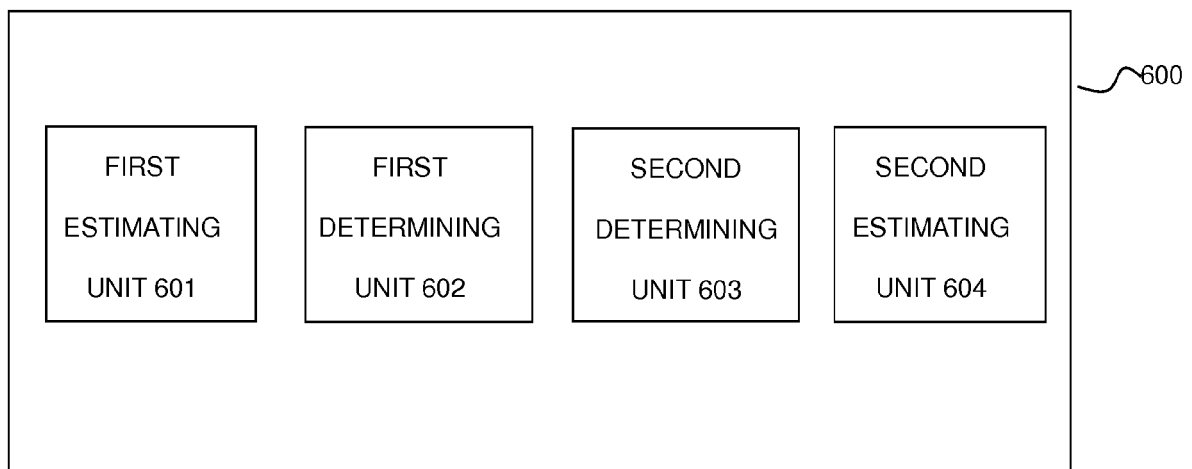 600
FIRST
ESTIMATING
UNIT 601
FIRST
DETERMINING
UNIT 602
SECOND
DETERMINING
UNIT 603
SECOND
ESTIMATING
UNIT 604